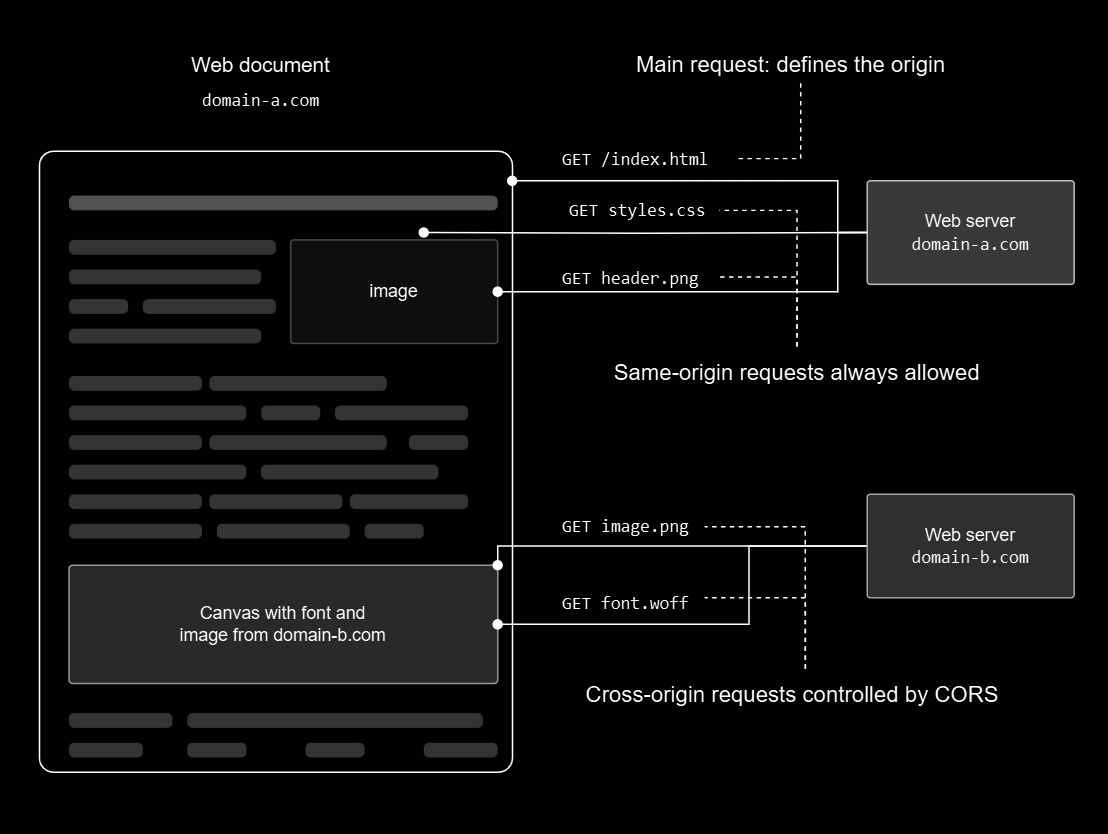 Web document
domain-a.com
Main request: defines the origin
GET /index.html
GET styles.css
Web server
domain-a.com
image
GET header.png
Same-origin requests always allowed
GET image.png
Web server
domain-b.com
GET font.woff
Canvas with font and
image from domain-b.com
Cross-origin requests controlled by CORS